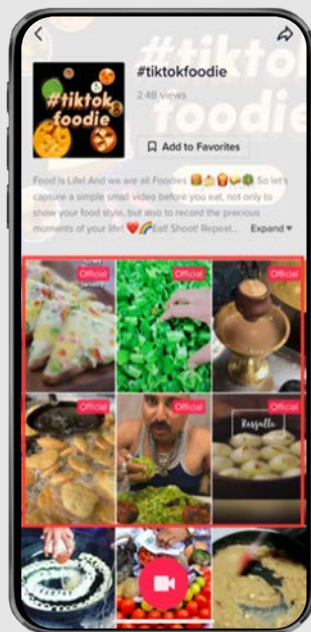 #tiktok
foodie
#tiktok
foodie
#tiktokfoodie
2.4B views
Add to Favorites
Food is Life! And we are all Foodies 🍔🍰🍟🥪🥗 So let's
capture a simple small video before you eat, not only to
show your food style, but also to record the precious
moments of your life! ❤️🌈Eat! Shoot! Repeat... Expand
Official
Official
Official
Official
Official
Official
Rasgulla